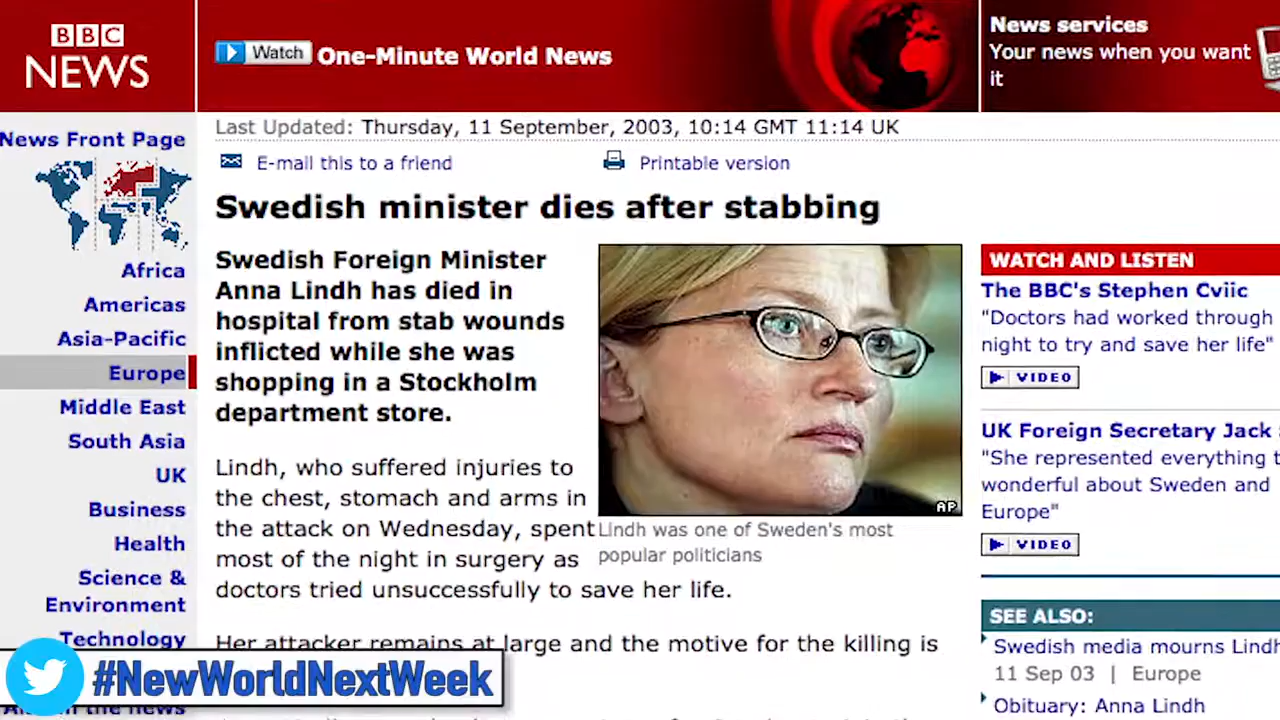 BBC
NEWS
Watch
One-Minute World News
News services
Your news when you want
it
News Front Page
Africa
Americas
Asia-Pacific
Europe
Middle East
South Asia
UK
Business
Health
Science &
Environment
Technology
Last Updated: Thursday, 11 September, 2003, 10:14 GMT 11:14 UK
E-mail this to a friend
Printable version
Swedish minister dies after stabbing
Swedish Foreign Minister
Anna Lindh has died in
hospital from stab wounds
inflicted while she was
shopping in a Stockholm
department store.
AP
Lindh was one of Sweden's most
popular politicians
Lindh, who suffered injuries to
the chest, stomach and arms in
the attack on Wednesday, spent
most of the night in surgery as
doctors tried unsuccessfully to save her life.
Her attacker remains at large and the motive for the killing is
WATCH AND LISTEN
The BBC's Stephen Cviic
"Doctors had worked through
night to try and save her life"
VIDEO
UK Foreign Secretary Jack
"She represented everything
wonderful about Sweden and
Europe"
VIDEO
SEE ALSO:
Swedish media mourns Lindh
11 Sep 03 | Europe
Obituary: Anna Lindh
#NewWorldNextWeek
in the news